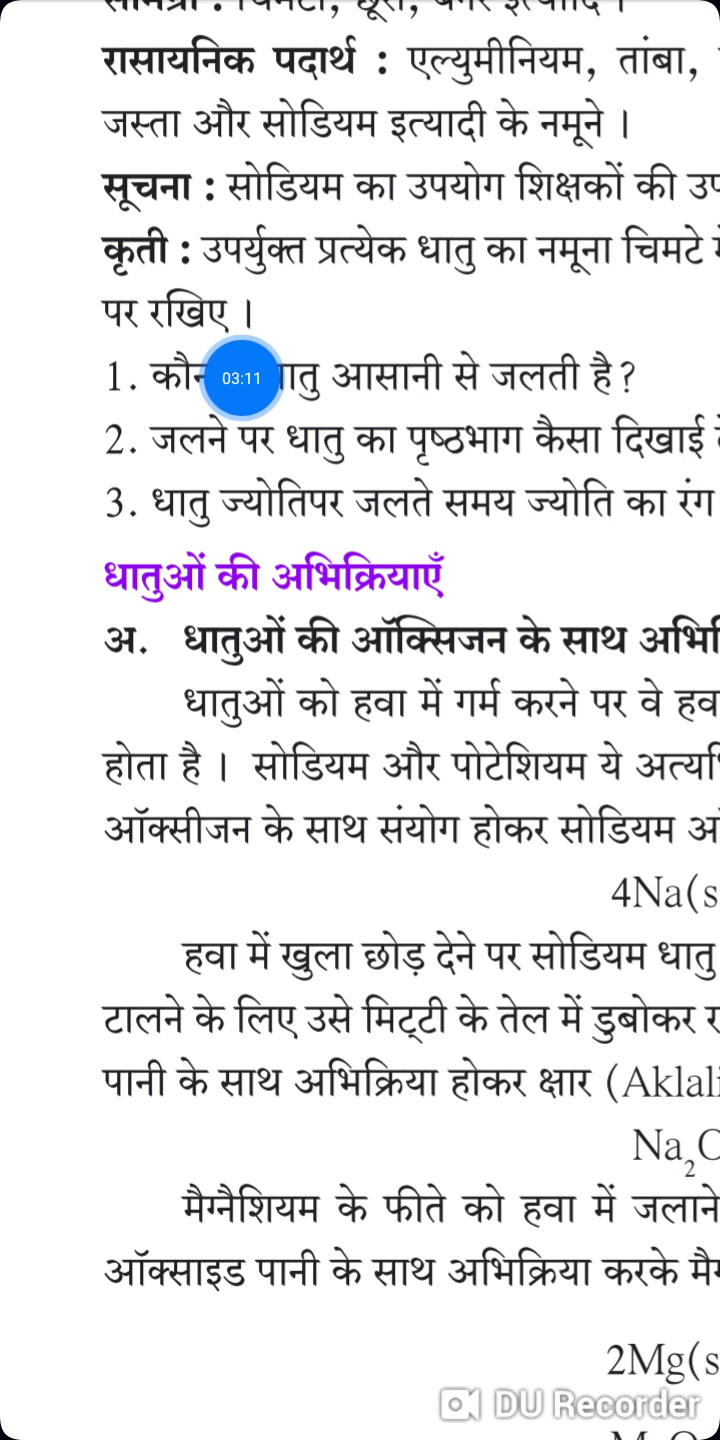 रासायनिक पदार्थ : एल्युमीनियम, तांबा,
जस्ता और सोडियम इत्यादी के नमूने ।
सूचना : सोडियम का उपयोग शिक्षकों की
कृती : उपर्युक्त प्रत्येक धातु का नमूना चिमटे
पर रखिए ।
1. 03:11 आसानी से जलती है?
2. जलने पर धातु का पृष्ठभाग कैसा दिखाई
3. धातु ज्योतिपर जलते समय ज्योति का रंग
धातुओं की अभिक्रियाएँ
अ. धातुओं की ऑक्सिजन के साथ
धातुओं को हवा में गर्म करने पर वे
होता है । सोडियम और पोटेशियम ये
ऑक्सीजन के साथ संयोग होकर सोडियम
4Na(s
हवा में खुला छोड़ देने पर सोडियम धातु
टालने के लिए उसे मिट्टी के तेल में डुबोकर
पानी के साथ अभिक्रिया होकर क्षार (Aklali
Na₂
मैग्नैशियम के फीते को हवा में जलाने
ऑक्साइड पानी के साथ अभिक्रिया करके
2Mg(s
DU Recorder